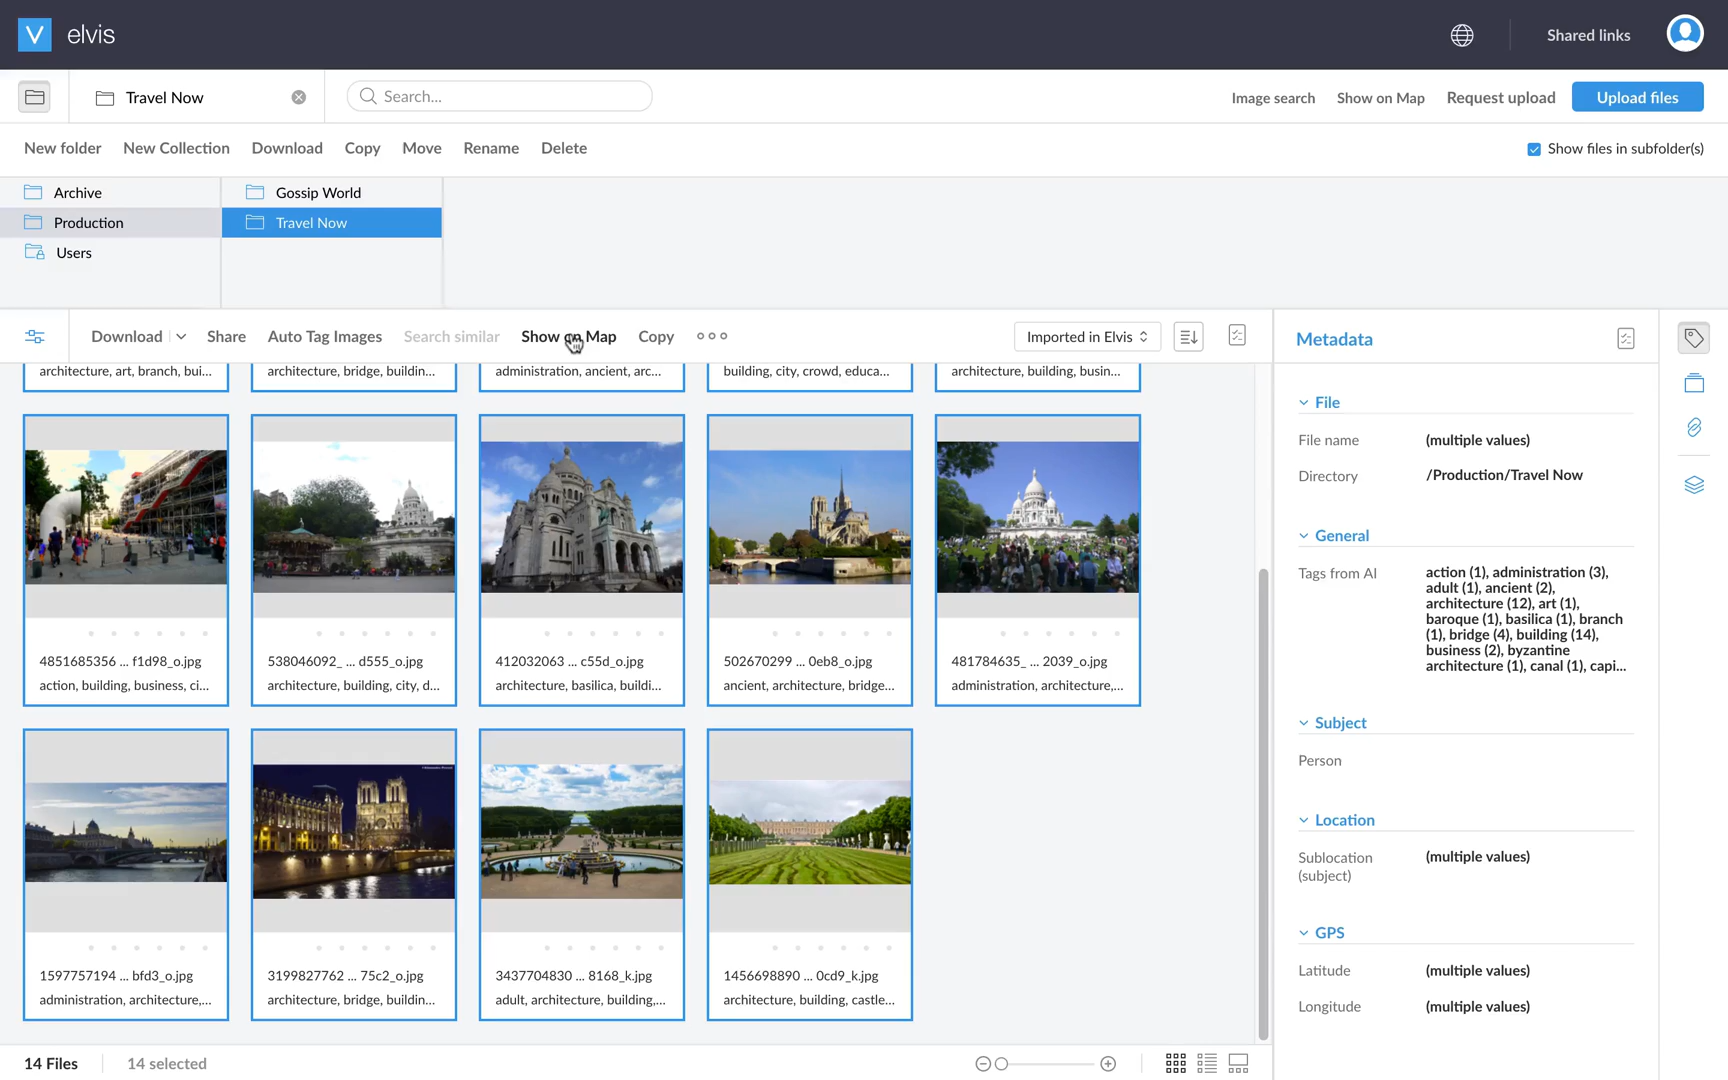 elvis
Shared links
Travel Now
Search...
Image search
Show on Map
Request upload
Upload files
New folder
New Collection
Download
Copy
Move
Rename
Delete
Show files in subfolder(s)
Archive
Production
Users
Gossip World
Travel Now
Download
Share
Auto Tag Images
Search similar
Show on Map
Copy
Imported in Elvis
architecture, art, branch, bui...
architecture, bridge, buildin...
administration, ancient, arc...
building, city, crowd, educa...
architecture, building, busin...
4851685356 ... f1d98_o.jpg
action, building, business, ci...
538046092_ ... d555_o.jpg
architecture, building, city, d...
412032063 ... c55d_o.jpg
architecture, basilica, buildi...
502670299 ... 0eb8_o.jpg
ancient, architecture, bridge...
481784635_ ... 2039_o.jpg
administration, architecture,...
1597757194 ... bfd3_o.jpg
administration, architecture,...
3199827762 ... 75c2_o.jpg
architecture, bridge, buildin...
3437704830 ... 8168_k.jpg
adult, architecture, building,...
1456698890 ... 0cd9_k.jpg
architecture, building, castle...
14 Files
14 selected
Metadata
File
File name
(multiple values)
Directory
/Production/Travel Now
General
Tags from AI
action (1), administration (3),
adult (1), ancient (2),
architecture (12), art (1),
baroque (1), basilica (1), branch
(1), bridge (4), building (14),
business (2), byzantine
architecture (1), canal (1), capi...
Subject
Person
Location
Sublocation
(subject)
(multiple values)
GPS
Latitude
(multiple values)
Longitude
(multiple values)